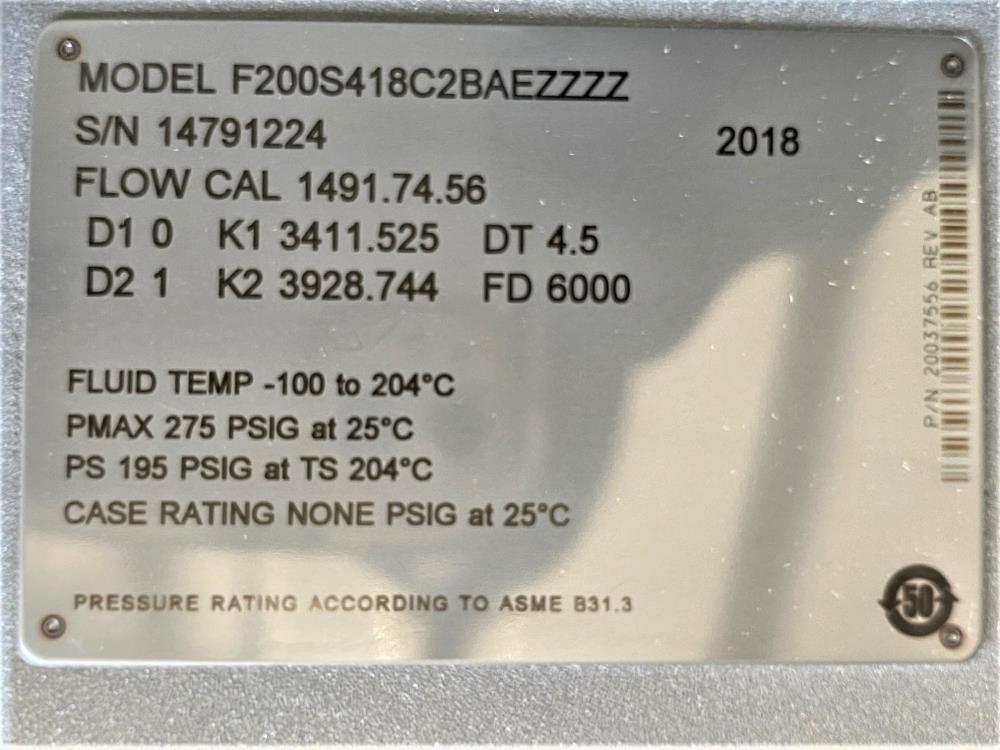 MODEL F200S418C2BAEZZZZ
S/N 14791224
2018
FLOW CAL 1491.74.56
D1 0 K1 3411.525 DT 4.5
D2 1 K2 3928.744 FD 6000
FLUID TEMP -100 to 204°C
PMAX 275 PSIG at 25°C
PS 195 PSIG at TS 204°C
CASE RATING NONE PSIG at 25°C
PRESSURE RATING ACCORDING TO ASME B31.3
P/N 20037556 REV AB
50